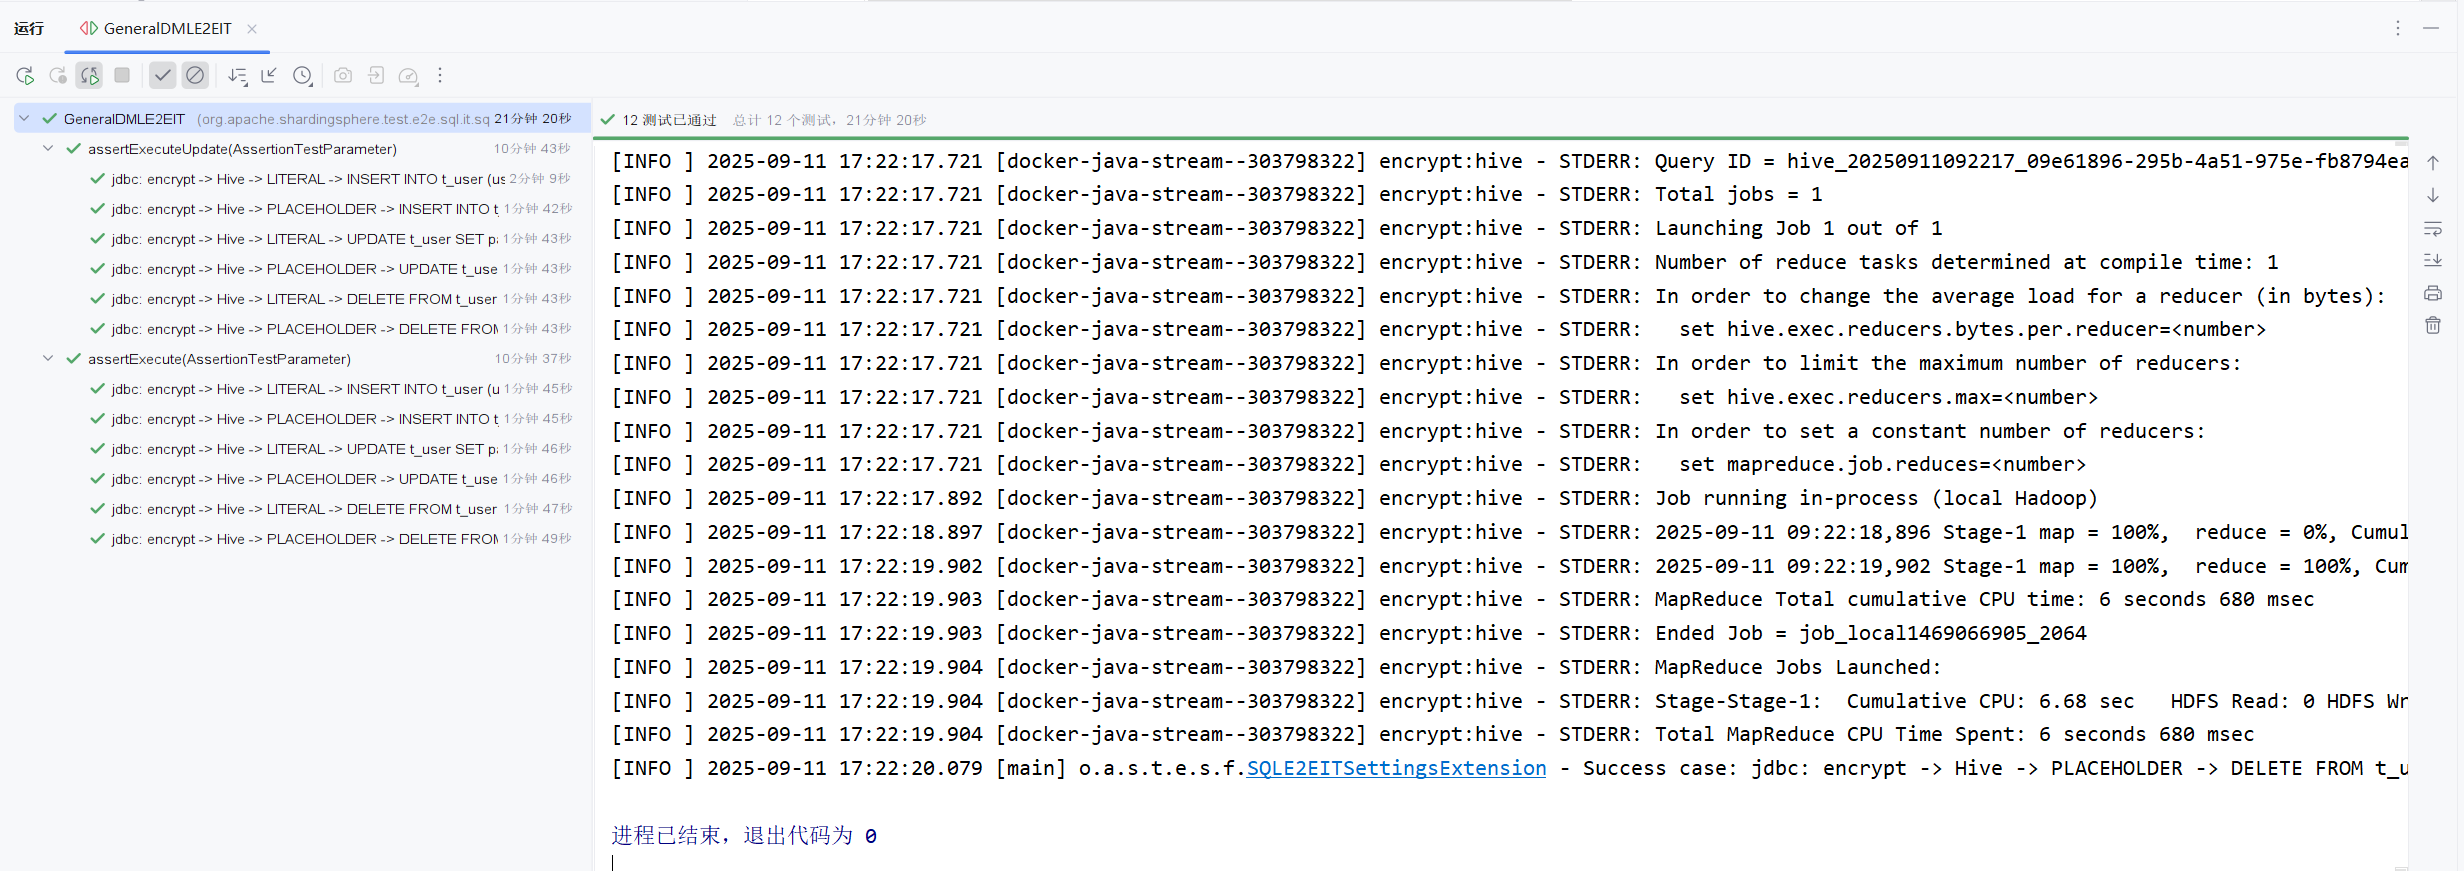 运行 GeneralDMLE2EIT
GeneralDMLE2EIT (org.apache.shardingsphere.test.e2e.sql.it.sq 21分钟 20秒
assertExecuteUpdate(AssertionTestParameter) 10分钟 43秒
jdbc: encrypt -> Hive -> LITERAL -> INSERT INTO t_user (us 2分钟 9秒
jdbc: encrypt -> Hive -> PLACEHOLDER -> INSERT INTO t_ 1分钟 42秒
jdbc: encrypt -> Hive -> LITERAL -> UPDATE t_user SET pa 1分钟 43秒
jdbc: encrypt -> Hive -> PLACEHOLDER -> UPDATE t_use 1分钟 43秒
jdbc: encrypt -> Hive -> LITERAL -> DELETE FROM t_user 1分钟 43秒
jdbc: encrypt -> Hive -> PLACEHOLDER -> DELETE FROM 1分钟 43秒
assertExecute(AssertionTestParameter) 10分钟 37秒
jdbc: encrypt -> Hive -> LITERAL -> INSERT INTO t_user (u 1分钟 45秒
jdbc: encrypt -> Hive -> PLACEHOLDER -> INSERT INTO t_ 1分钟 45秒
jdbc: encrypt -> Hive -> LITERAL -> UPDATE t_user SET pa 1分钟 46秒
jdbc: encrypt -> Hive -> PLACEHOLDER -> UPDATE t_use 1分钟 46秒
jdbc: encrypt -> Hive -> LITERAL -> DELETE FROM t_user 1分钟 47秒
jdbc: encrypt -> Hive -> PLACEHOLDER -> DELETE FROM 1分钟 49秒
12 测试已通过 总计 12 个测试，21分钟 20秒
[INFO ] 2025-09-11 17:22:17.721 [docker-java-stream--303798322] encrypt:hive - STDERR: Query ID = hive_20250911092217_09e61896-295b-4a51-975e-fb8794ea
[INFO ] 2025-09-11 17:22:17.721 [docker-java-stream--303798322] encrypt:hive - STDERR: Total jobs = 1
[INFO ] 2025-09-11 17:22:17.721 [docker-java-stream--303798322] encrypt:hive - STDERR: Launching Job 1 out of 1
[INFO ] 2025-09-11 17:22:17.721 [docker-java-stream--303798322] encrypt:hive - STDERR: Number of reduce tasks determined at compile time: 1
[INFO ] 2025-09-11 17:22:17.721 [docker-java-stream--303798322] encrypt:hive - STDERR: In order to change the average load for a reducer (in bytes):
[INFO ] 2025-09-11 17:22:17.721 [docker-java-stream--303798322] encrypt:hive - STDERR:   set hive.exec.reducers.bytes.per.reducer=<number>
[INFO ] 2025-09-11 17:22:17.721 [docker-java-stream--303798322] encrypt:hive - STDERR: In order to limit the maximum number of reducers:
[INFO ] 2025-09-11 17:22:17.721 [docker-java-stream--303798322] encrypt:hive - STDERR:   set hive.exec.reducers.max=<number>
[INFO ] 2025-09-11 17:22:17.721 [docker-java-stream--303798322] encrypt:hive - STDERR: In order to set a constant number of reducers:
[INFO ] 2025-09-11 17:22:17.721 [docker-java-stream--303798322] encrypt:hive - STDERR:   set mapreduce.job.reduces=<number>
[INFO ] 2025-09-11 17:22:17.892 [docker-java-stream--303798322] encrypt:hive - STDERR: Job running in-process (local Hadoop)
[INFO ] 2025-09-11 17:22:18.897 [docker-java-stream--303798322] encrypt:hive - STDERR: 2025-09-11 09:22:18,896 Stage-1 map = 100%,  reduce = 0%, Cumul
[INFO ] 2025-09-11 17:22:19.902 [docker-java-stream--303798322] encrypt:hive - STDERR: 2025-09-11 09:22:19,902 Stage-1 map = 100%,  reduce = 100%, Cum
[INFO ] 2025-09-11 17:22:19.903 [docker-java-stream--303798322] encrypt:hive - STDERR: MapReduce Total cumulative CPU time: 6 seconds 680 msec
[INFO ] 2025-09-11 17:22:19.903 [docker-java-stream--303798322] encrypt:hive - STDERR: Ended Job = job_local1469066905_2064
[INFO ] 2025-09-11 17:22:19.904 [docker-java-stream--303798322] encrypt:hive - STDERR: MapReduce Jobs Launched:
[INFO ] 2025-09-11 17:22:19.904 [docker-java-stream--303798322] encrypt:hive - STDERR: Stage-Stage-1:  Cumulative CPU: 6.68 sec   HDFS Read: 0 HDFS Wr
[INFO ] 2025-09-11 17:22:19.904 [docker-java-stream--303798322] encrypt:hive - STDERR: Total MapReduce CPU Time Spent: 6 seconds 680 msec
[INFO ] 2025-09-11 17:22:20.079 [main] o.a.s.t.e.s.f.SQLE2EITSettingsExtension - Success case: jdbc: encrypt -> Hive -> PLACEHOLDER -> DELETE FROM t_u
进程已结束，退出代码为 0